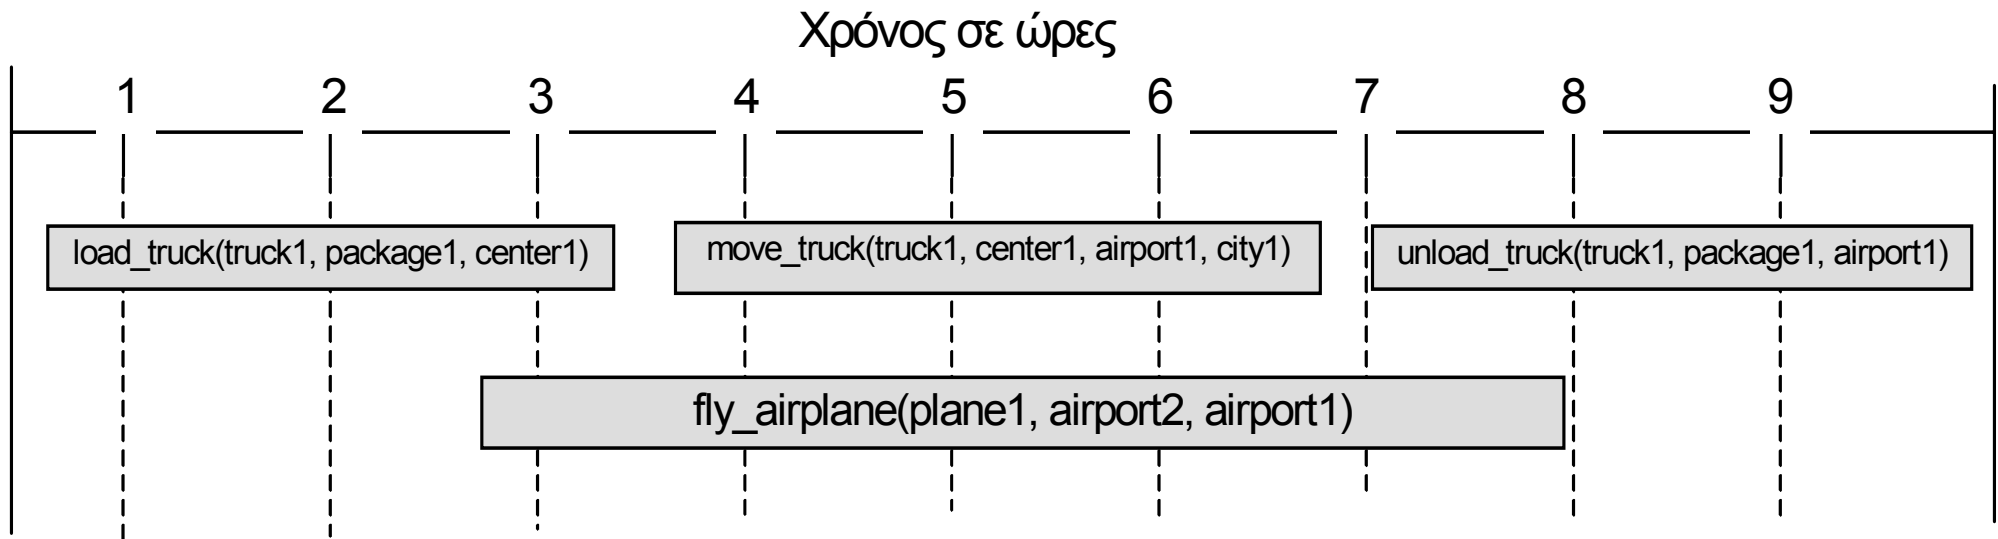 Χρόνος σε ώρες
1 2 3 4 5 6 7 8 9
load_truck(truck1, package1, center1) move_truck(truck1, center1, airport1, city1) unload_truck(truck1, package1, airport1)
fly_airplane(plane1, airport2, airport1)